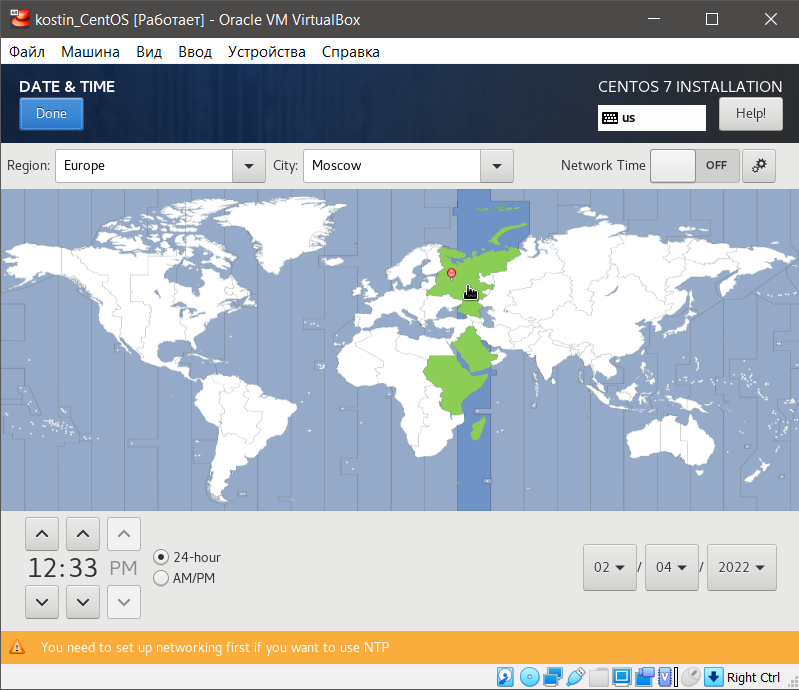 kostin_CentOS [Работает] - Oracle VM VirtualBox
Файл Машина Вид Ввод Устройства Справка
DATE & TIME
CENTOS 7 INSTALLATION
Done
us
Help!
Region: Europe City: Moscow Network Time OFF
12:33 PM
24-hour
AM/PM
02 / 04 / 2022
You need to set up networking first if you want to use NTP
Right Ctrl